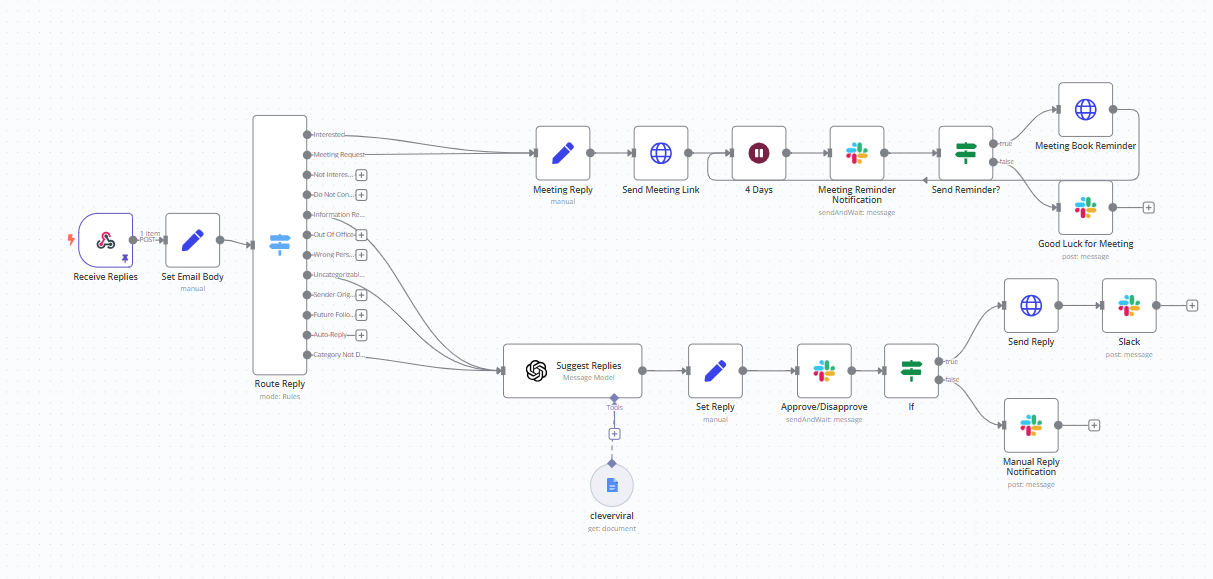 Receive Replies
1 item
POST
Set Email Body
manual
Interested
Meeting Request
Not Interes...
Do Not Con...
Information Re...
Out Of Office
Wrong Pers...
Uncategorizabl...
Sender Orig...
Future Follo...
Auto-Reply
Category Not D...
Route Reply
mode: Rules
Meeting Reply
manual
Send Meeting Link
4 Days
Meeting Reminder
Notification
sendAndWait: message
Send Reminder?
true
false
Meeting Book Reminder
Good Luck for Meeting
post: message
Suggest Replies
Message Model
Tools
cleverviral
get: document
Set Reply
manual
Approve/Disapprove
sendAndWait: message
If
true
false
Send Reply
Slack
post: message
Manual Reply
Notification
post: message